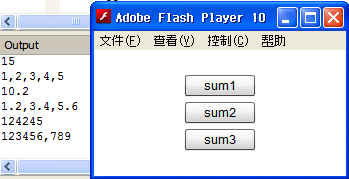 Adobe Flash Player 10
文件(F) 查看(V) 控制(C) 帮助
Output
15
1,2,3,4,5
10.2
1.2,3.4,5.6
124245
123456,789
sum1
sum2
sum3